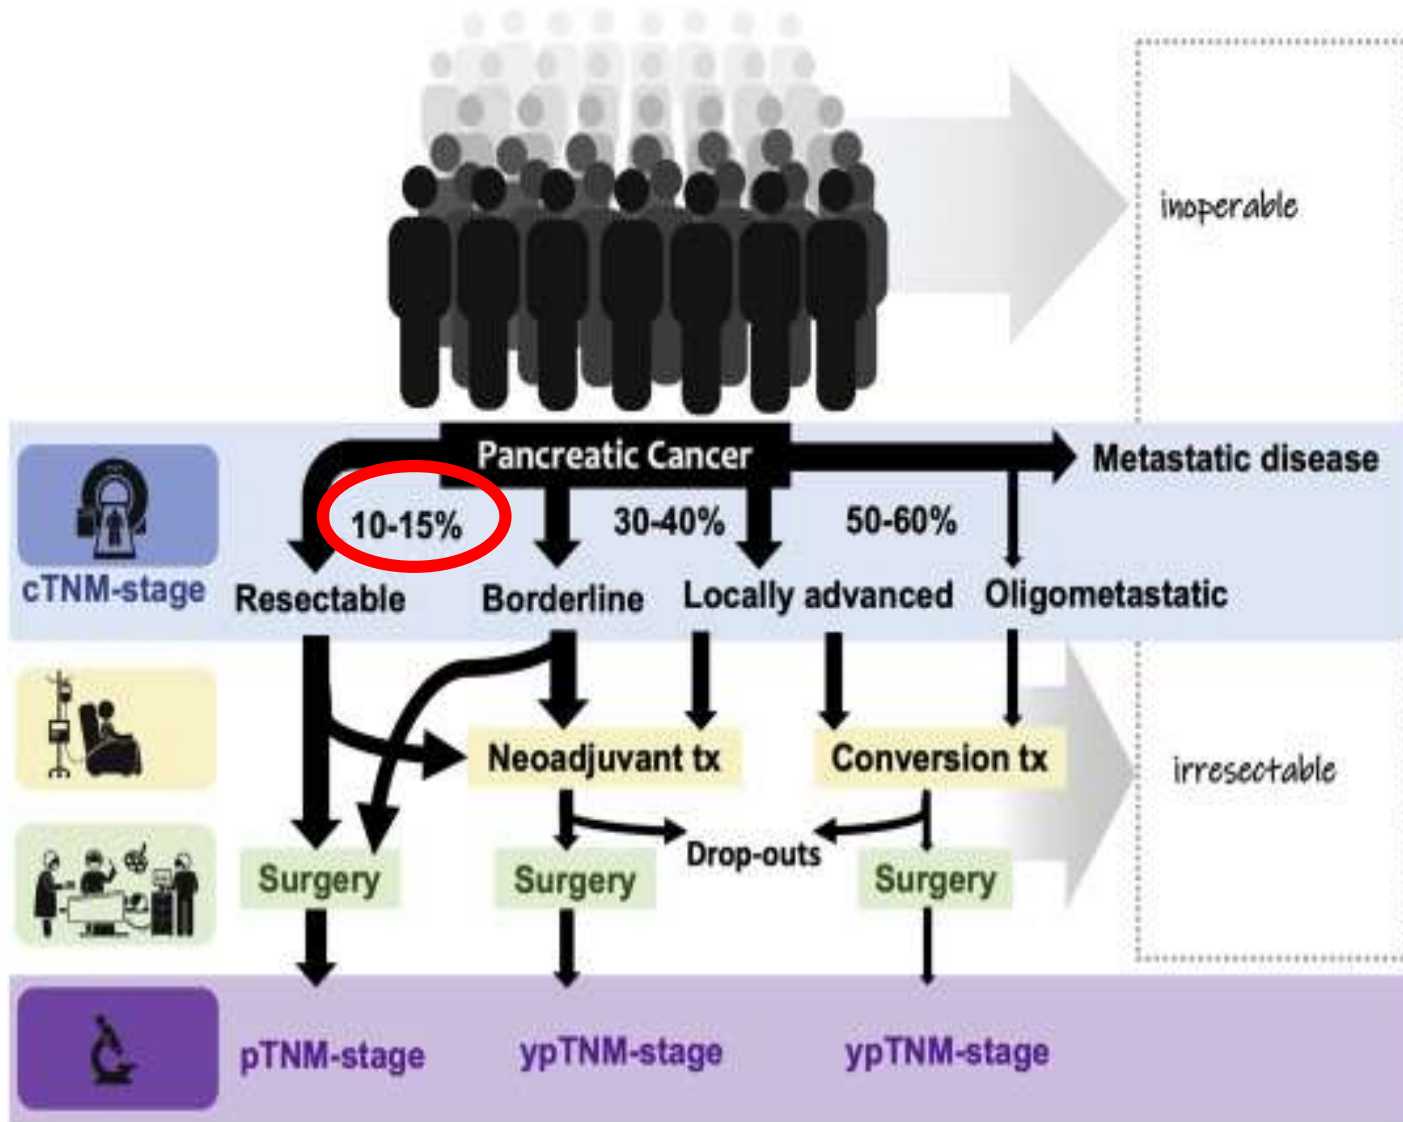 inoperable
Pancreatic Cancer
Metastatic disease
10-15%
30-40%
50-60%
cTNM-stage
Resectable
Borderline
Locally advanced
Oligometastatic
Neoadjuvant tx
Conversion tx
irresectable
Drop-outs
Surgery
Surgery
Surgery
pTNM-stage
ypTNM-stage
ypTNM-stage